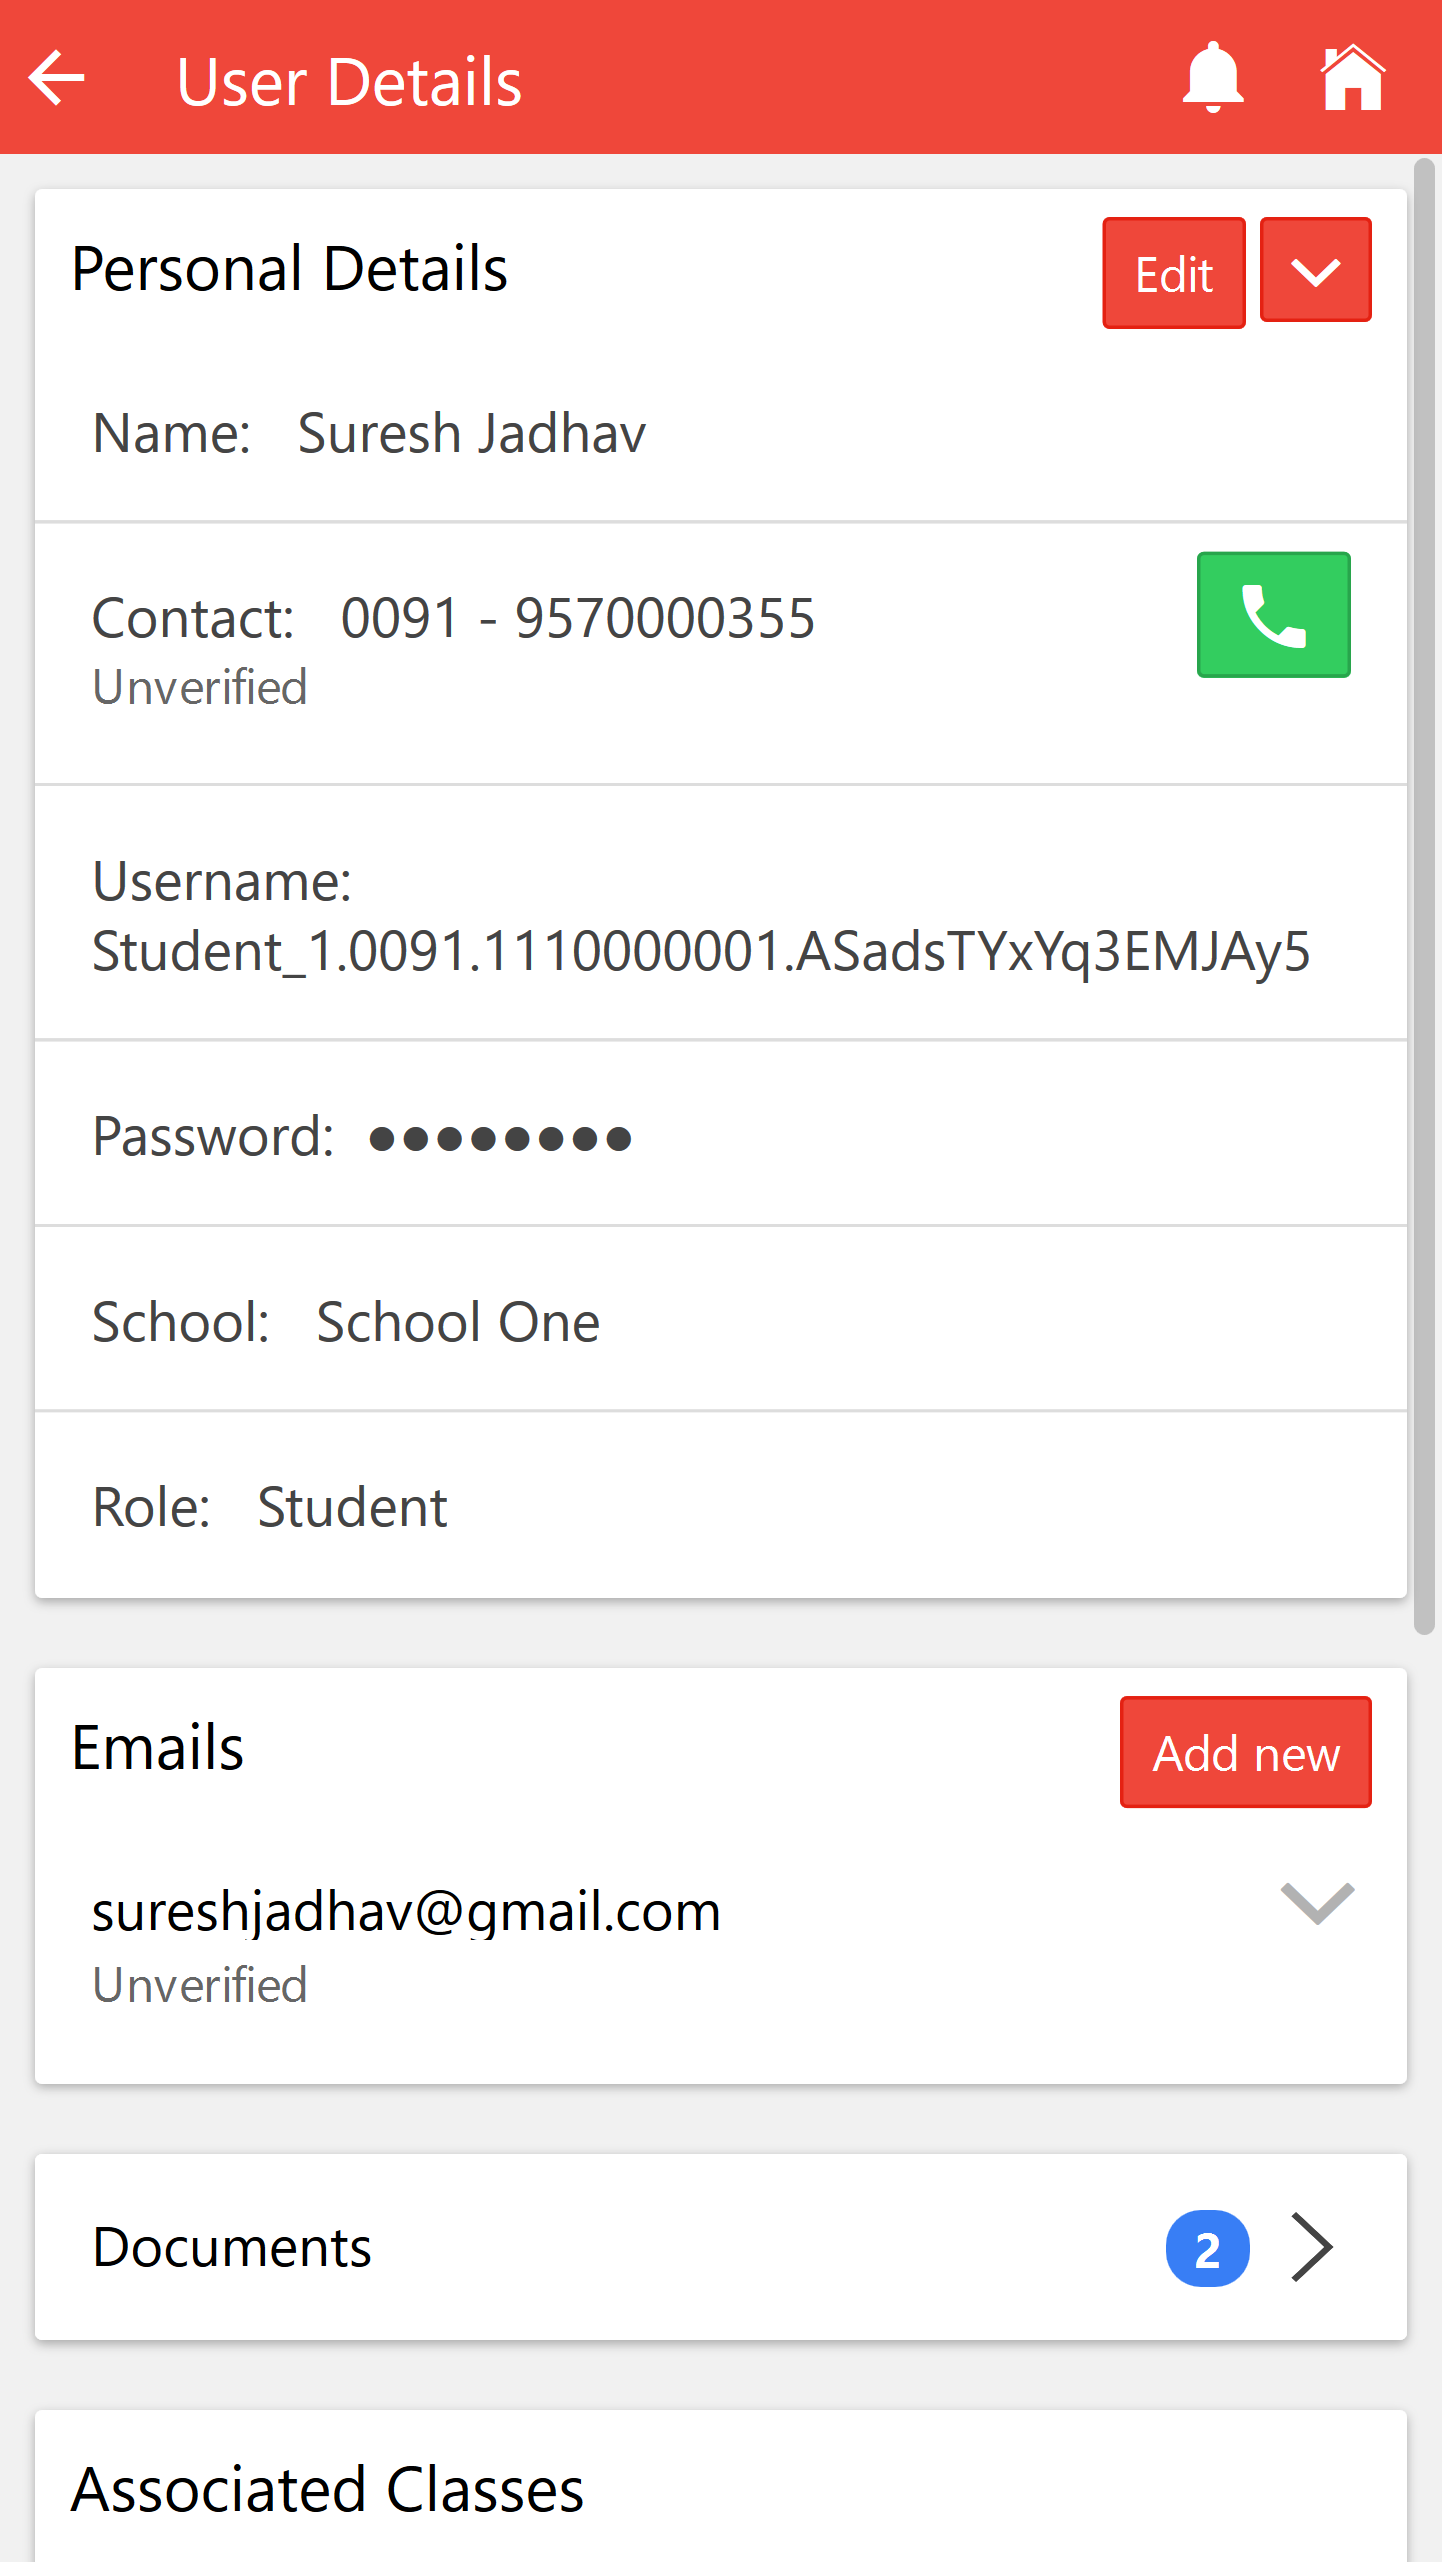 User Details
Personal Details
Edit
Name: Suresh Jadhav
Contact: 0091 - 9570000355
Unverified
Username:
Student_1.0091.1110000001.ASadsTYxYq3EMJAy5
Password: ●●●●●●●●
School: School One
Role: Student
Emails
Add new
sureshjadhav@gmail.com
Unverified
Documents
2
Associated Classes